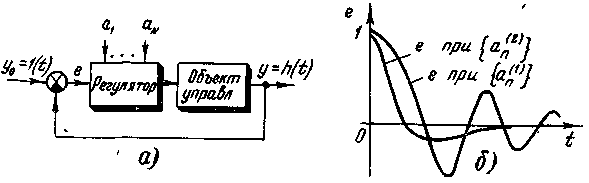 a₁ aₙ
y₀=1(t) e Регулятор Объект управл y=h(t)
а)
e
1
e при {aₙ⁽²⁾}
e при {aₙ⁽¹⁾}
0 t
б)